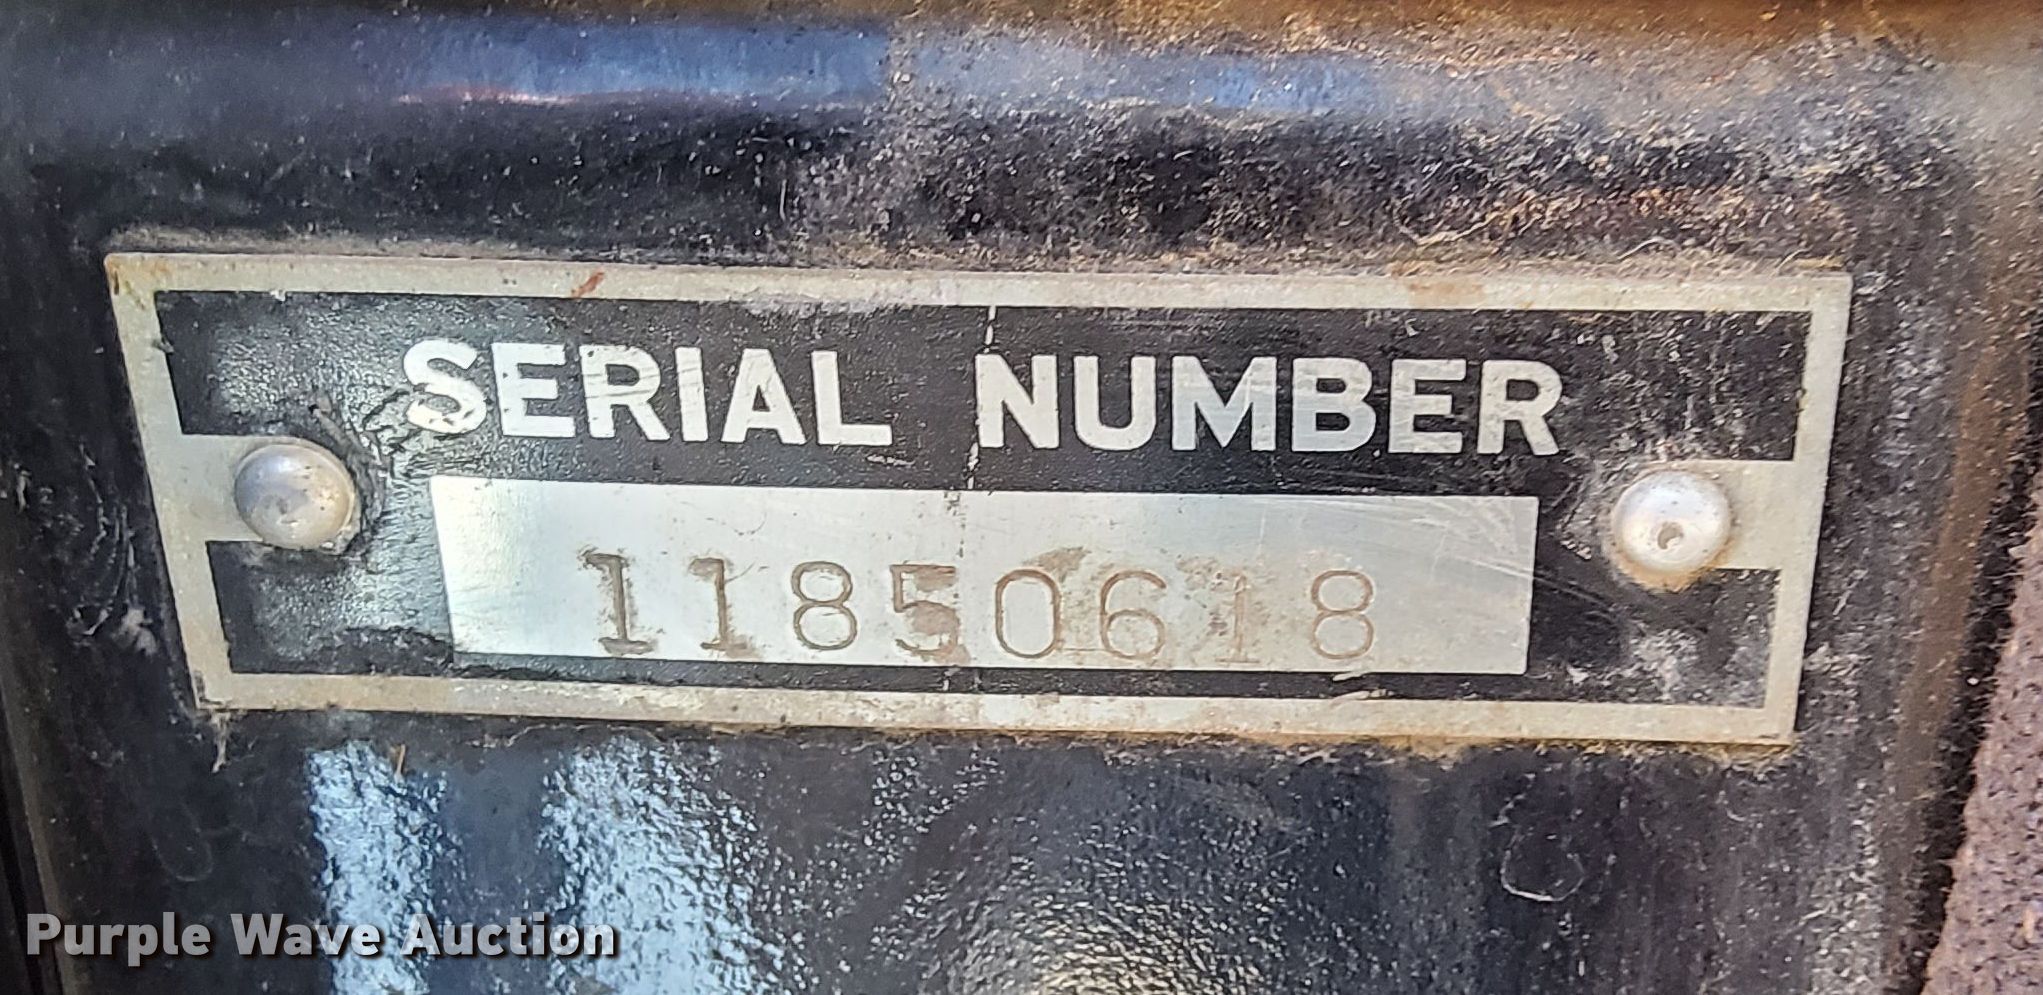 SERIAL NUMBER
11850618
Purple Wave Auction